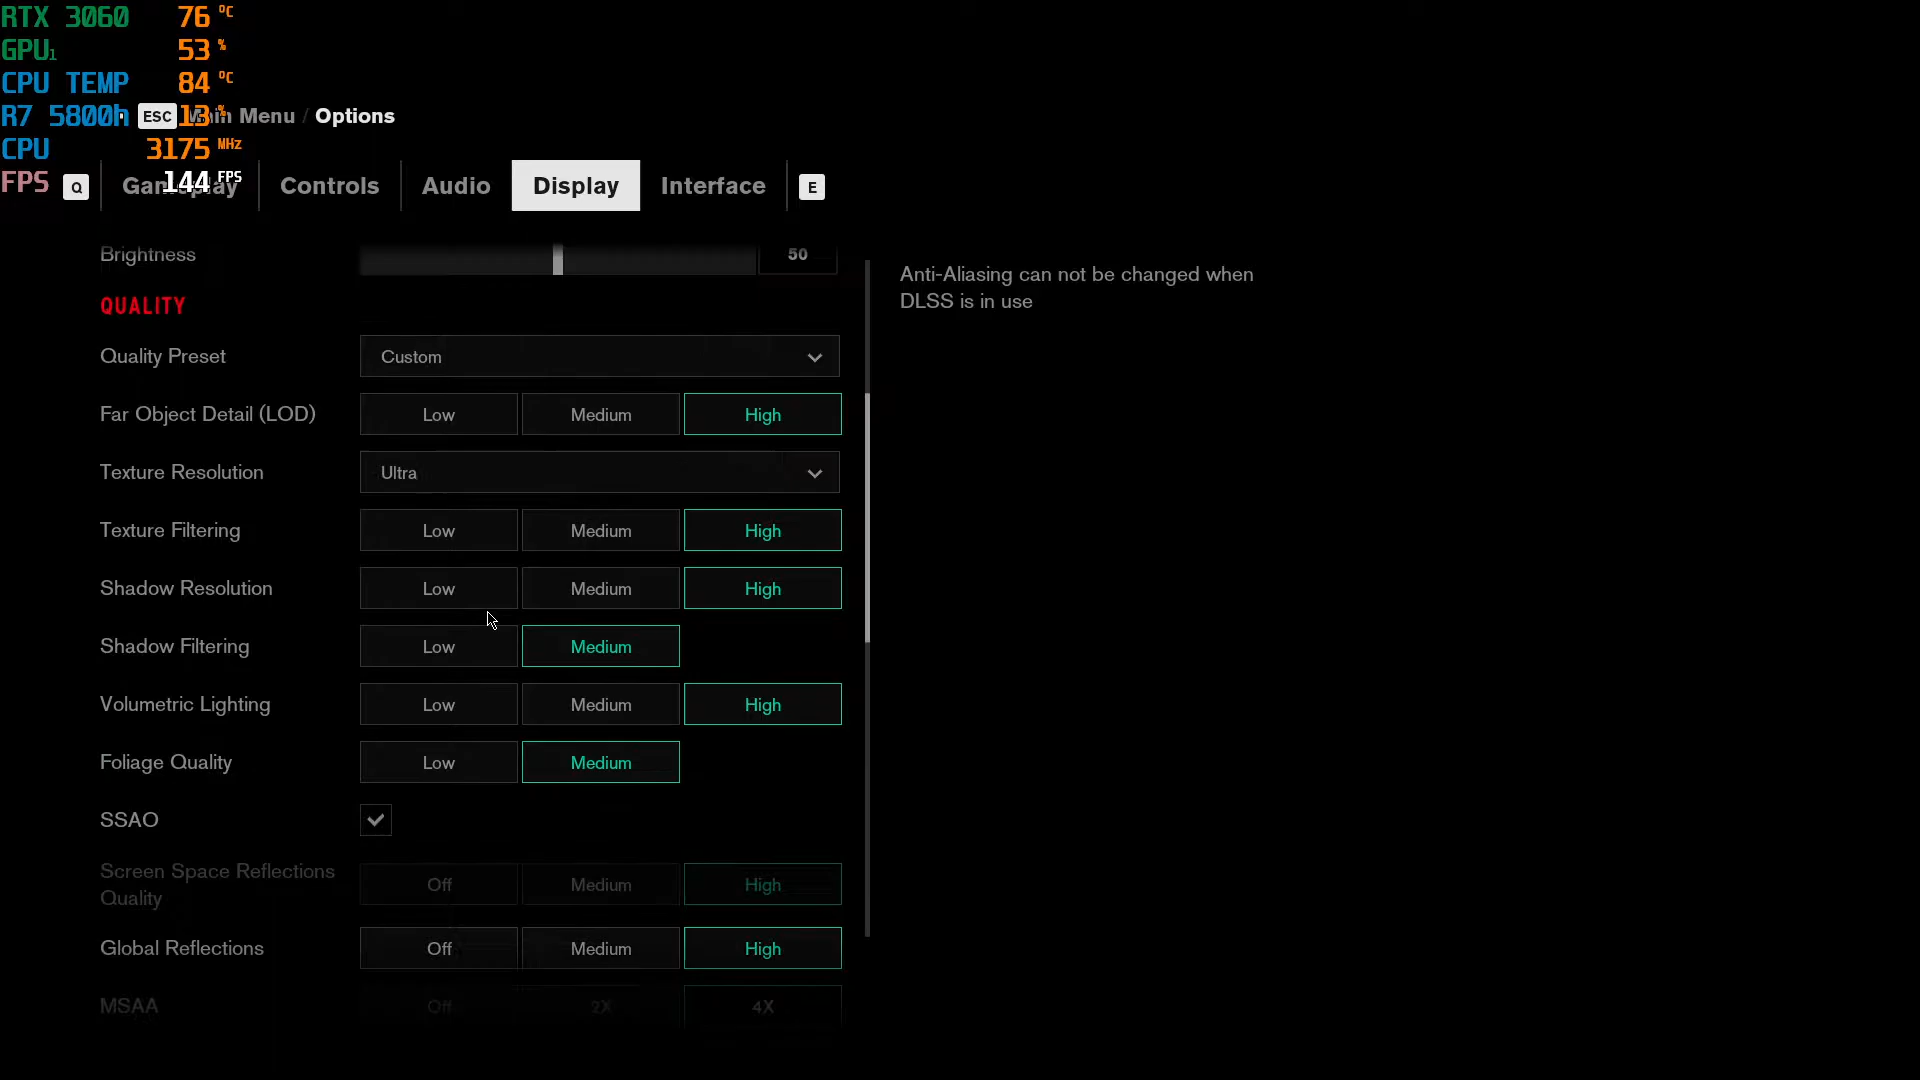 RTX 3060 76 °C
GPU1 53 %
CPU TEMP 84 °C
R7 5800h 13 %
ESC Main Menu / Options
CPU 3175 MHz
FPS 144 FPS
Q Gameplay Controls Audio Display Interface E
Brightness 50
Anti-Aliasing can not be changed when
DLSS is in use
QUALITY
Quality Preset Custom
Far Object Detail (LOD) Low Medium High
Texture Resolution Ultra
Texture Filtering Low Medium High
Shadow Resolution Low Medium High
Shadow Filtering Low Medium
Volumetric Lighting Low Medium High
Foliage Quality Low Medium
SSAO
Screen Space Reflections
Quality Off Medium High
Global Reflections Off Medium High
MSAA Off 2X 4X